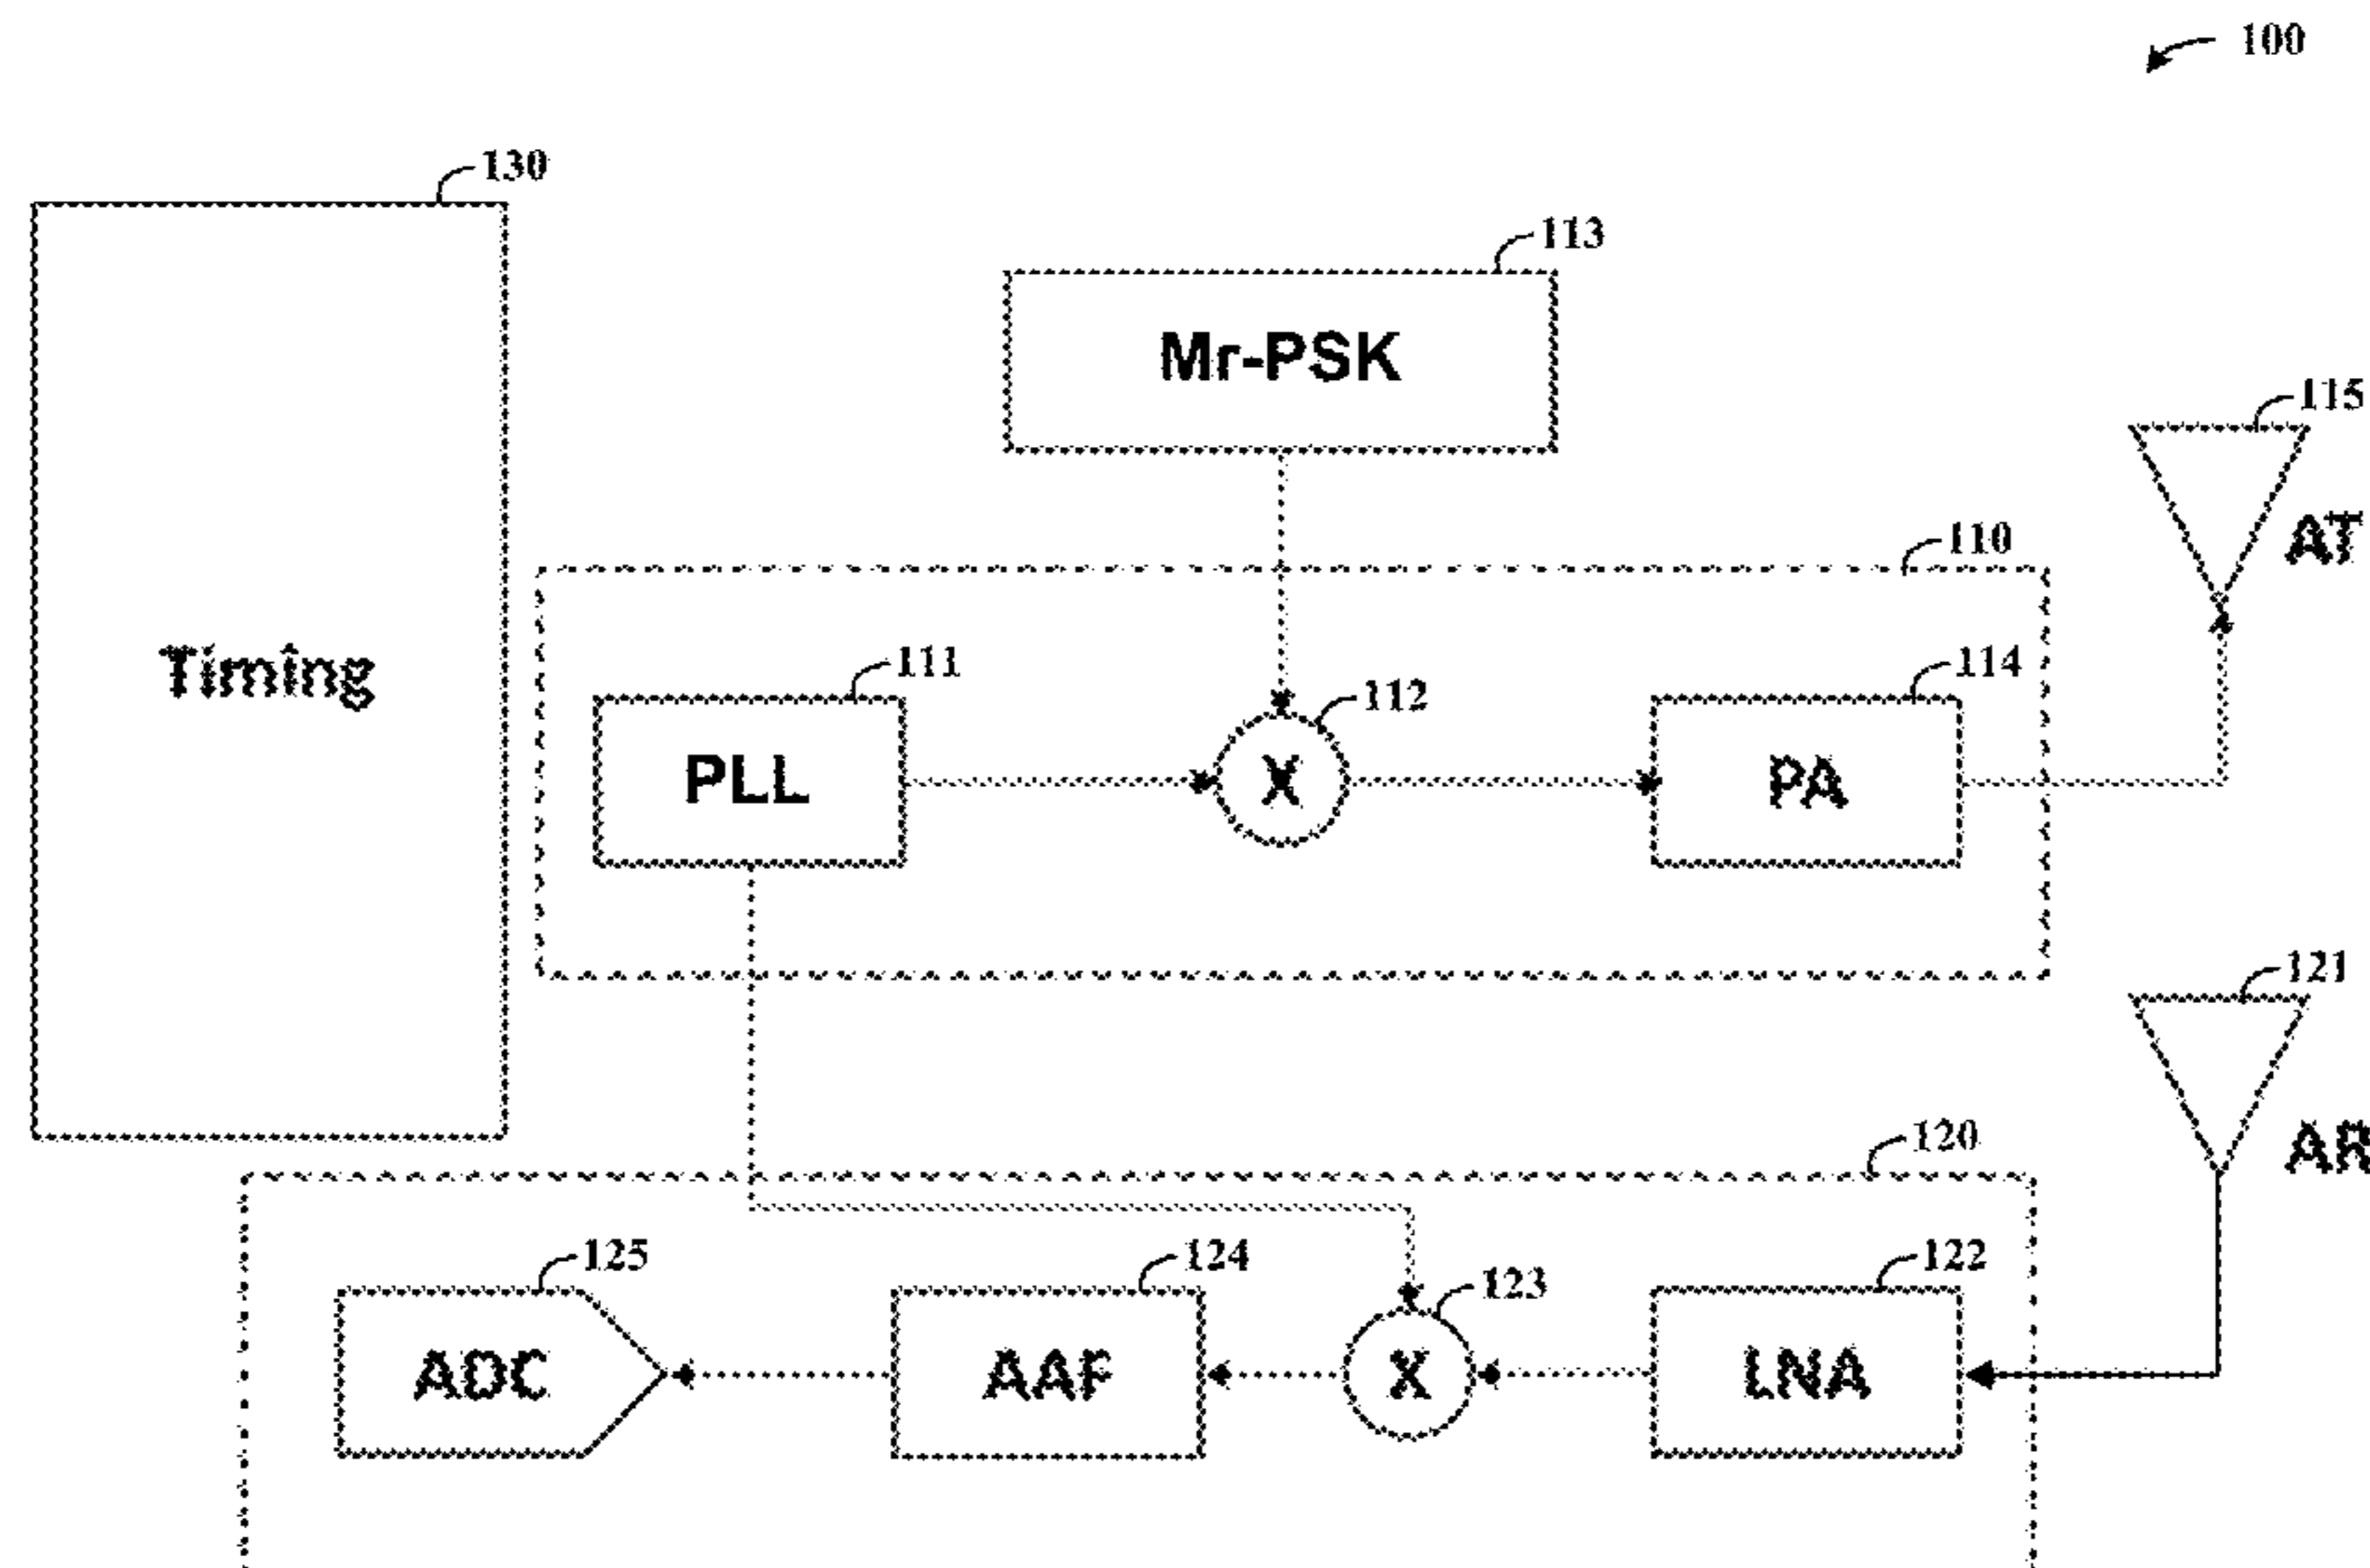 100
130
113
Mr-PSK
115
AT
110
Timing
111
112
114
PLL
X
PA
121
AR
120
125
124
123
122
ADC
AAF
X
LNA